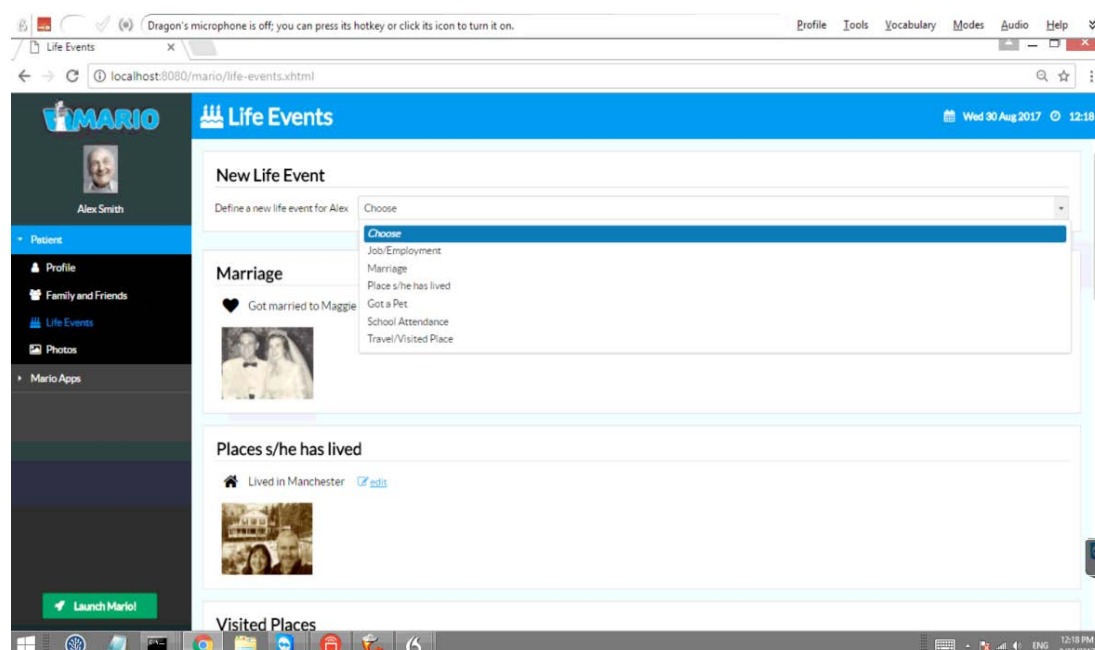 Dragon's microphone is off; you can press its hotkey or click its icon to turn it on.
Profile Tools Vocabulary Modes Audio Help
Life Events
localhost:8080/mario/life-events.xhtml
MARIO
Life Events
Wed 30 Aug 2017 12:18
Alex Smith
Patient
Profile
Family and Friends
Life Events
Photos
Mario Apps
Launch Mario!
New Life Event
Define a new life event for Alex Choose
Choose
Job/Employment
Marriage
Place s/he has lived
Got a Pet
School Attendance
Travel/Visited Place
Marriage
Got married to Maggie
Places s/he has lived
Lived in Manchester edit
Visited Places
ENG 12:18 PM